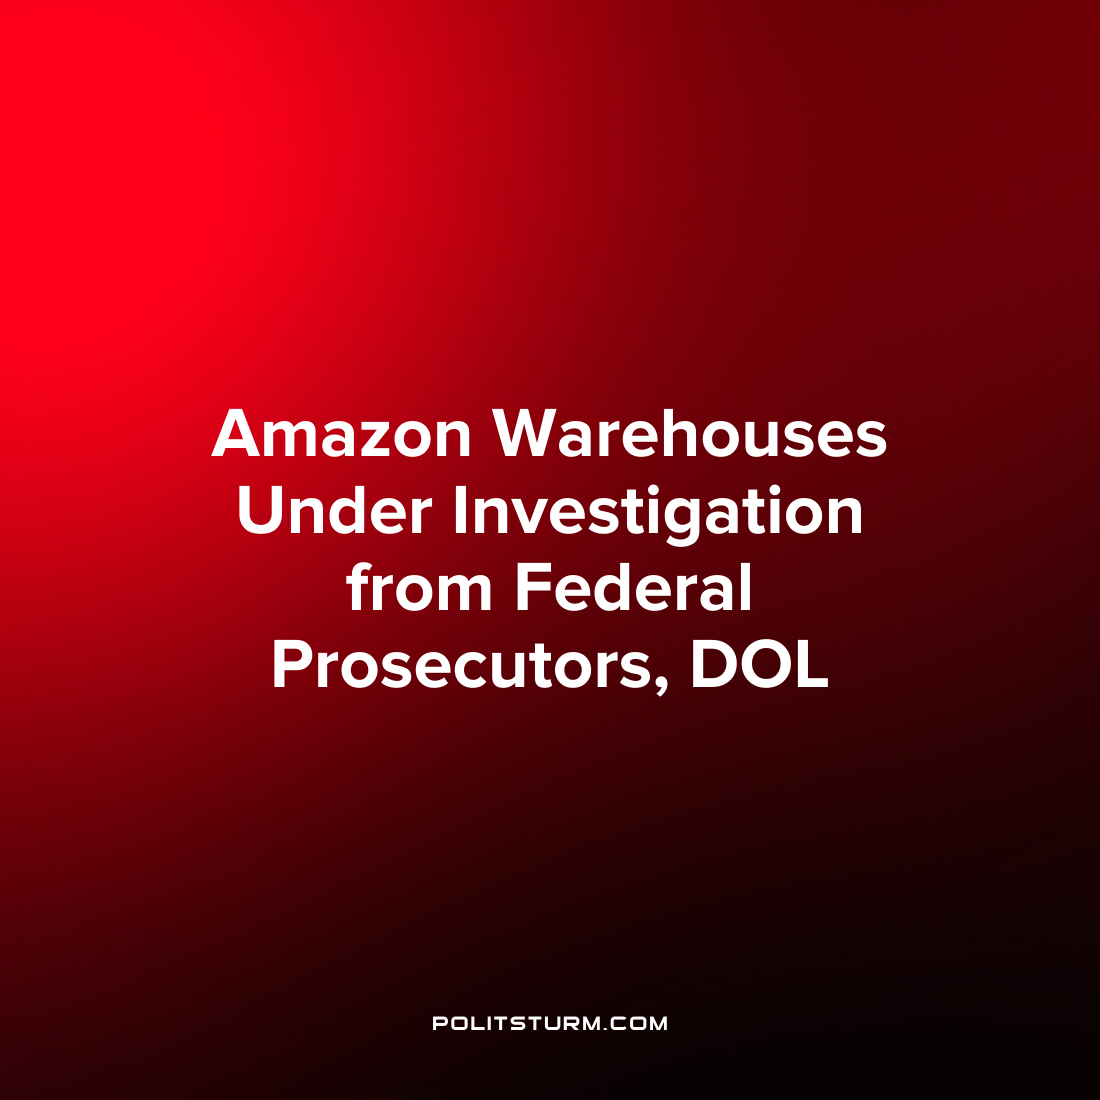 Amazon Warehouses
Under Investigation
from Federal
Prosecutors, DOL
POLITSTURM.COM